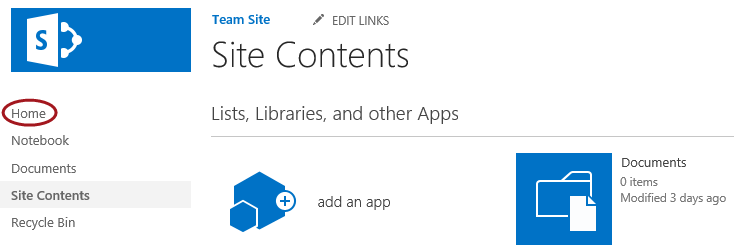 S
Team Site
EDIT LINKS
Site Contents
Home
Notebook
Documents
Site Contents
Recycle Bin
Lists, Libraries, and other Apps
add an app
Documents
0 items
Modified 3 days ago